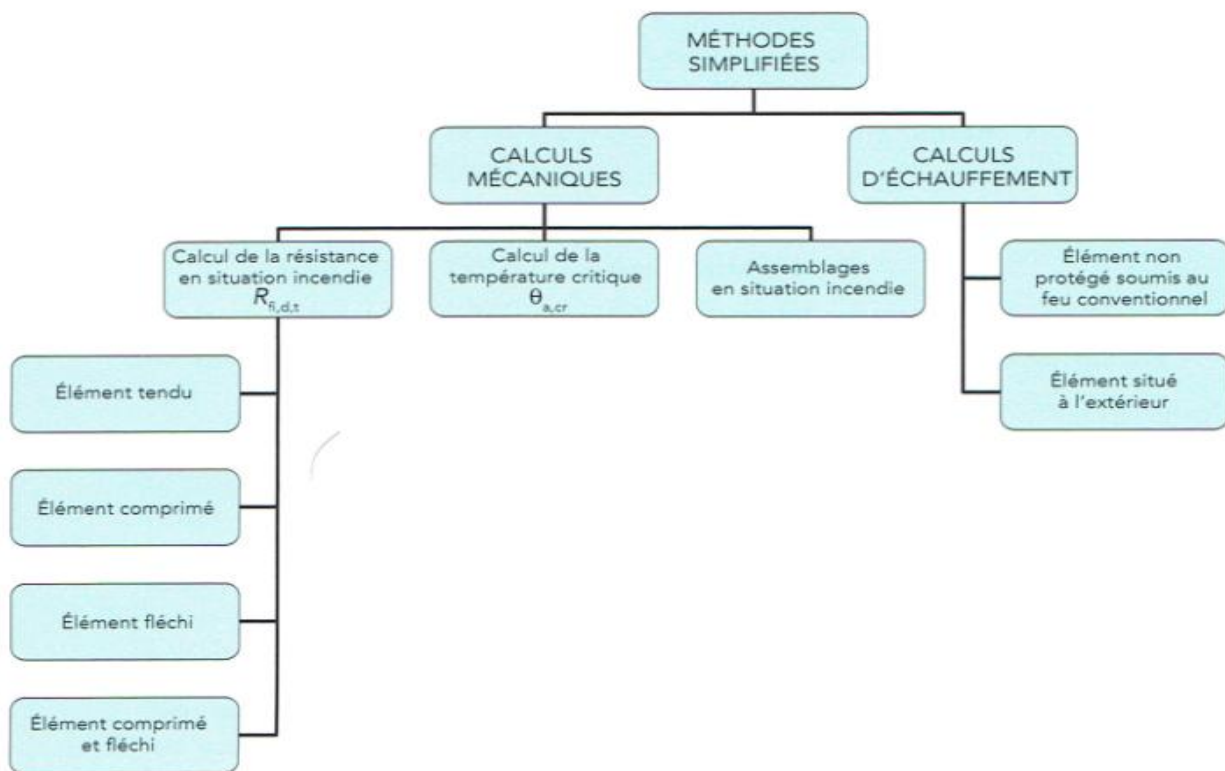 MÉTHODES
SIMPLIFIÉES
CALCULS
MÉCANIQUES
CALCULS
D'ÉCHAUFFEMENT
Calcul de la résistance
en situation incendie
R fi,d,t
Calcul de la
température critique
θ a,cr
Assemblages
en situation incendie
Élément non
protégé soumis au
feu conventionnel
Élément situé
à l'extérieur
Élément tendu
Élément comprimé
Élément fléchi
Élément comprimé
et fléchi